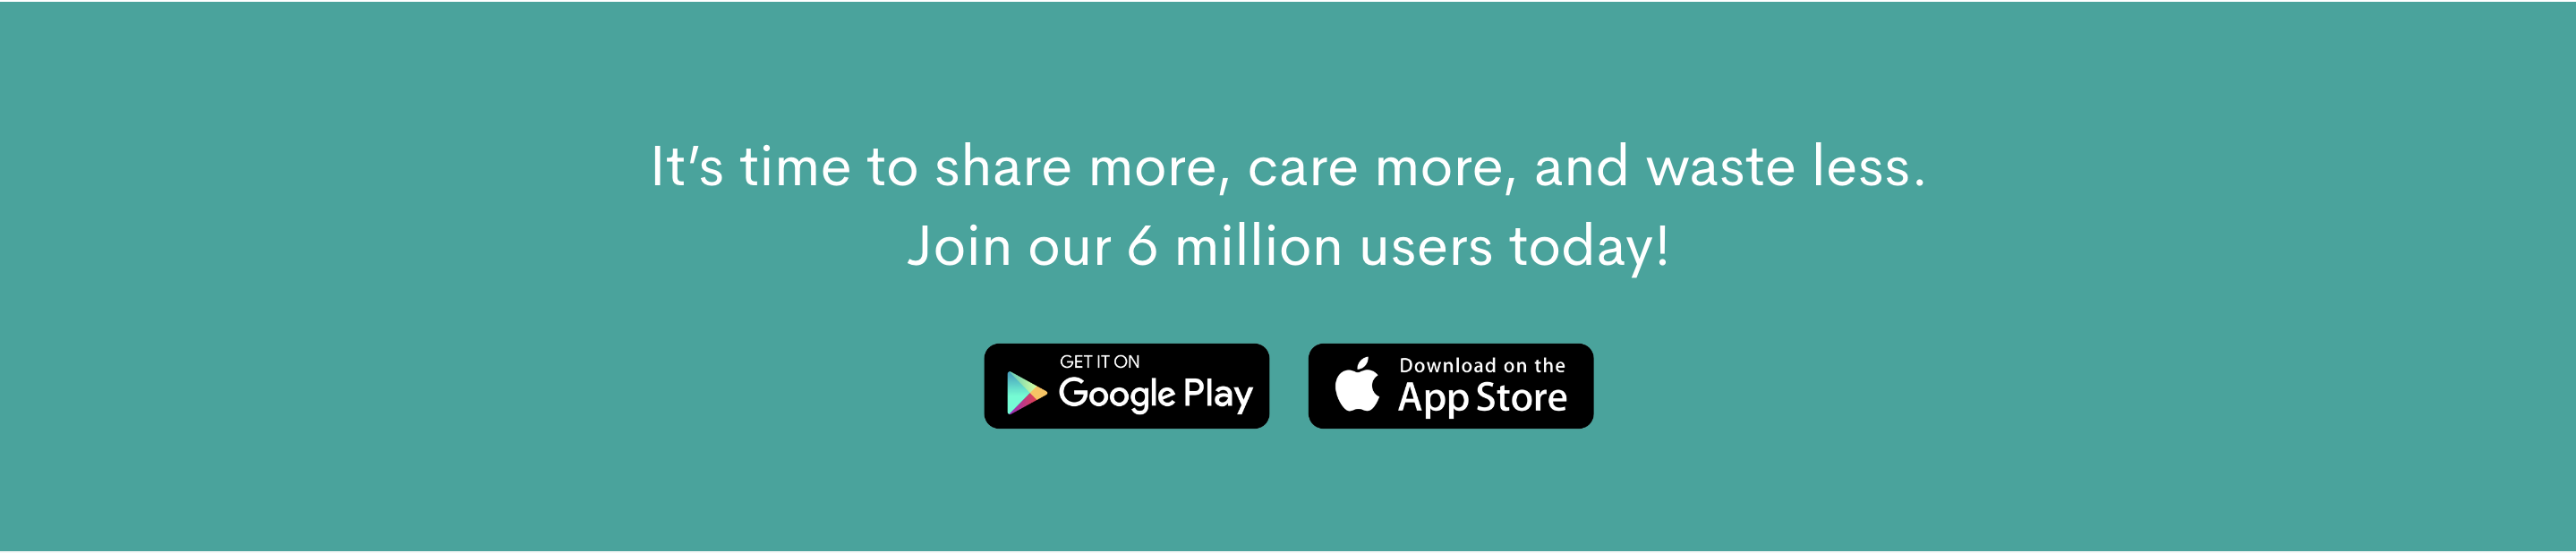 It’s time to share more, care more, and waste less.
Join our 6 million users today!
GET IT ON
Google Play
Download on the
App Store